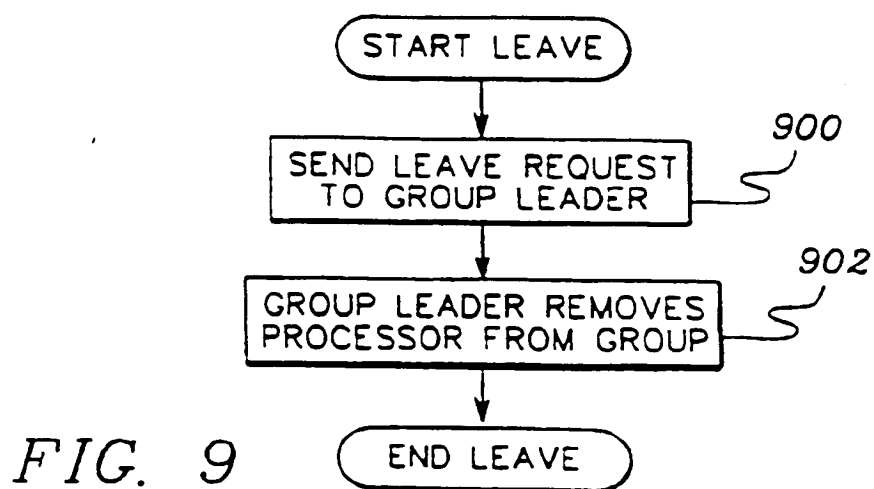 START LEAVE
900
SEND LEAVE REQUEST
TO GROUP LEADER
902
GROUP LEADER REMOVES
PROCESSOR FROM GROUP
END LEAVE
FIG. 9